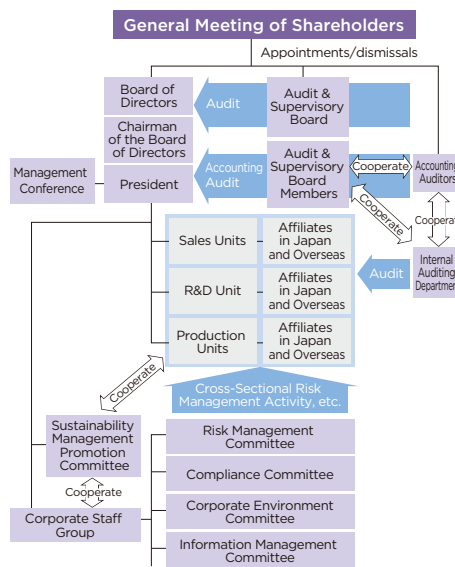 General Meeting of Shareholders
Appointments/dismissals
Board of
Directors
Audit
Audit &
Supervisory
Board
Chairman
of the Board
of Directors
Management
Conference
President
Accounting
Audit
Audit &
Supervisory
Board
Members
Cooperate
Accounting
Auditors
Cooperate
Cooperat
Sales Units
Affiliates
in Japan
and Overseas
Audit
Internal
Auditing
Department
R&D Unit
Affiliates
in Japan
and Overseas
Production
Units
Affiliates
in Japan
and Overseas
Cooperate
Cross-Sectional Risk
Management Activity, etc.
Sustainability
Management
Promotion
Committee
Cooperate
Corporate Staff
Group
Risk Management
Committee
Compliance Committee
Corporate Environment
Committee
Information Management
Committee